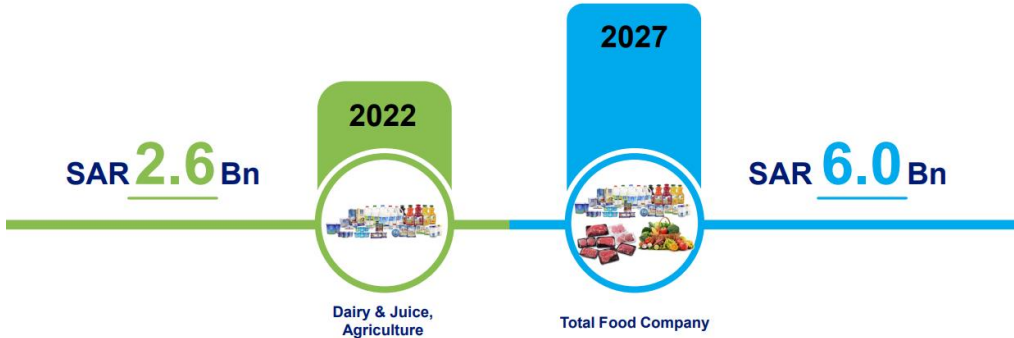 2027
2022
SAR 2.6 Bn
SAR 6.0 Bn
Dairy & Juice,
Agriculture
Total Food Company